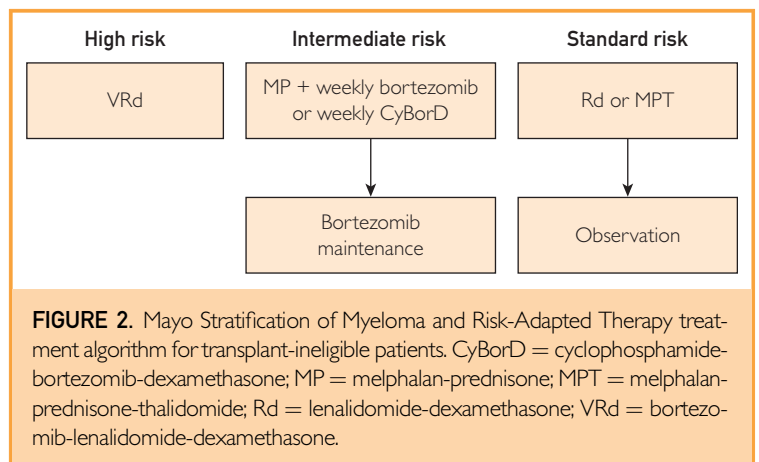 High risk
Intermediate risk
Standard risk
VRd
MP + weekly bortezomib
or weekly CyBorD
Rd or MPT
Bortezomib
maintenance
Observation
FIGURE 2. Mayo Stratification of Myeloma and Risk-Adapted Therapy treat-
ment algorithm for transplant-ineligible patients. CyBorD = cyclophosphamide-
bortezomib-dexamethasone; MP = melphalan-prednisone; MPT = melphalan-
prednisone-thalidomide; Rd = lenalidomide-dexamethasone; VRd = bortezo-
mib-lenalidomide-dexamethasone.